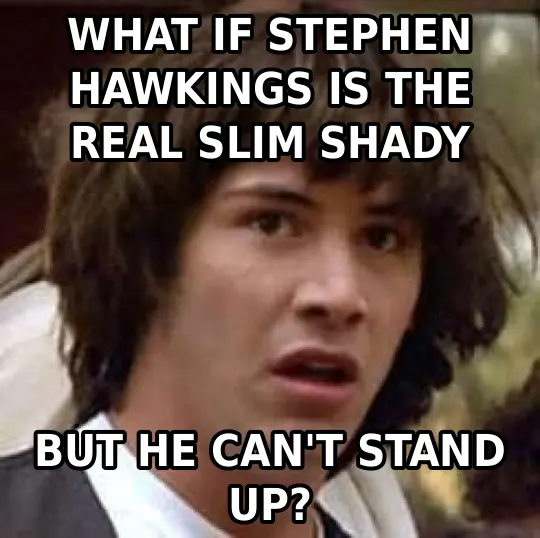 WHAT IF STEPHEN
HAWKINGS IS THE
REAL SLIM SHADY
BUT HE CAN'T STAND
UP?